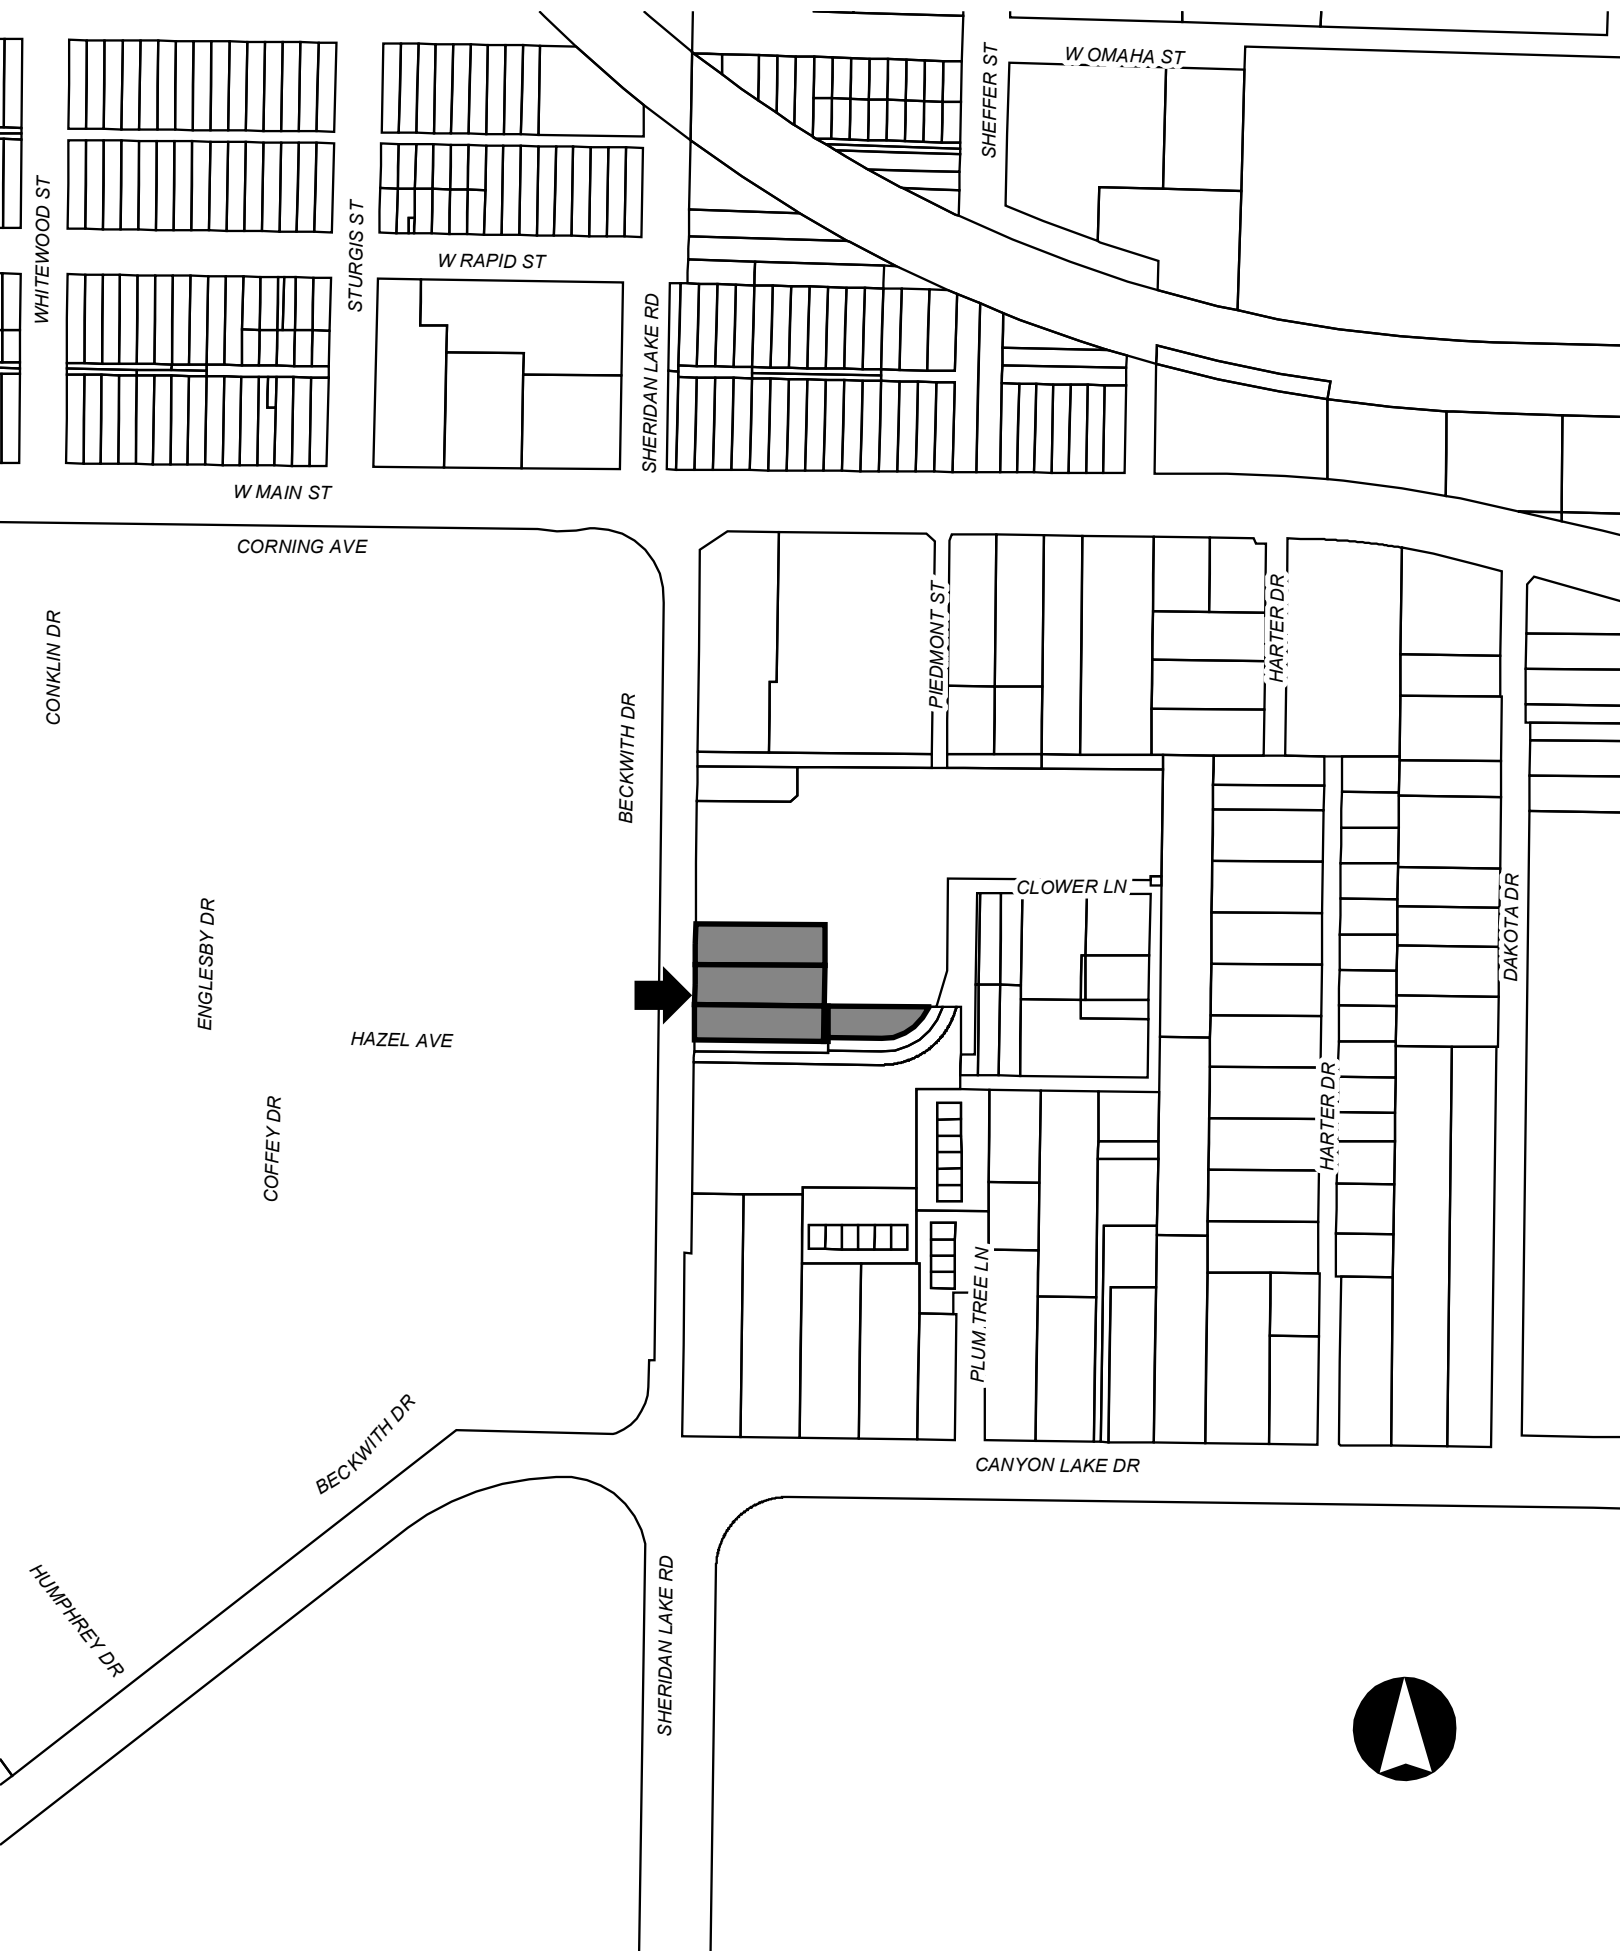 W OMAHA ST
SHEFFER ST
WHITEWOOD ST
STURGIS ST
W RAPID ST
SHERIDAN LAKE RD
W MAIN ST
CORNING AVE
CONKLIN DR
BECKWITH DR
PIEDMONT ST
HARTER DR
CLOWER LN
DAKOTA DR
ENGLESBY DR
HAZEL AVE
COFFEY DR
HARTER DR
PLUM TREE LN
BECKWITH DR
CANYON LAKE DR
HUMPHREY DR
SHERIDAN LAKE RD